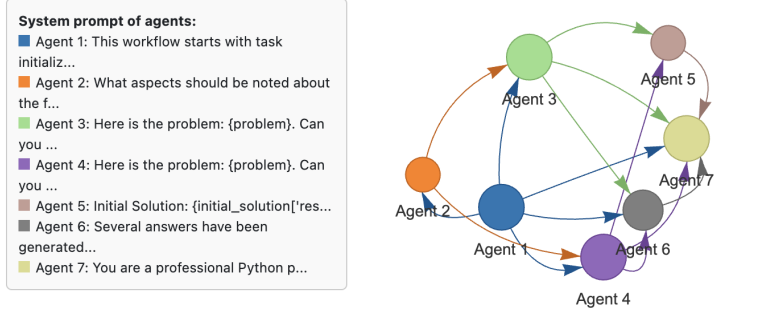 System prompt of agents:
Agent 1: This workflow starts with task
initializ...
Agent 2: What aspects should be noted about
the f...
Agent 3: Here is the problem: {problem}. Can
you ...
Agent 4: Here is the problem: {problem}. Can
you ...
Agent 5: Initial Solution: {initial_solution['res...
Agent 6: Several answers have been
generated...
Agent 7: You are a professional Python p...
Agent 3
Agent 5
Agent 7
Agent 2
Agent 1
Agent 6
Agent 4